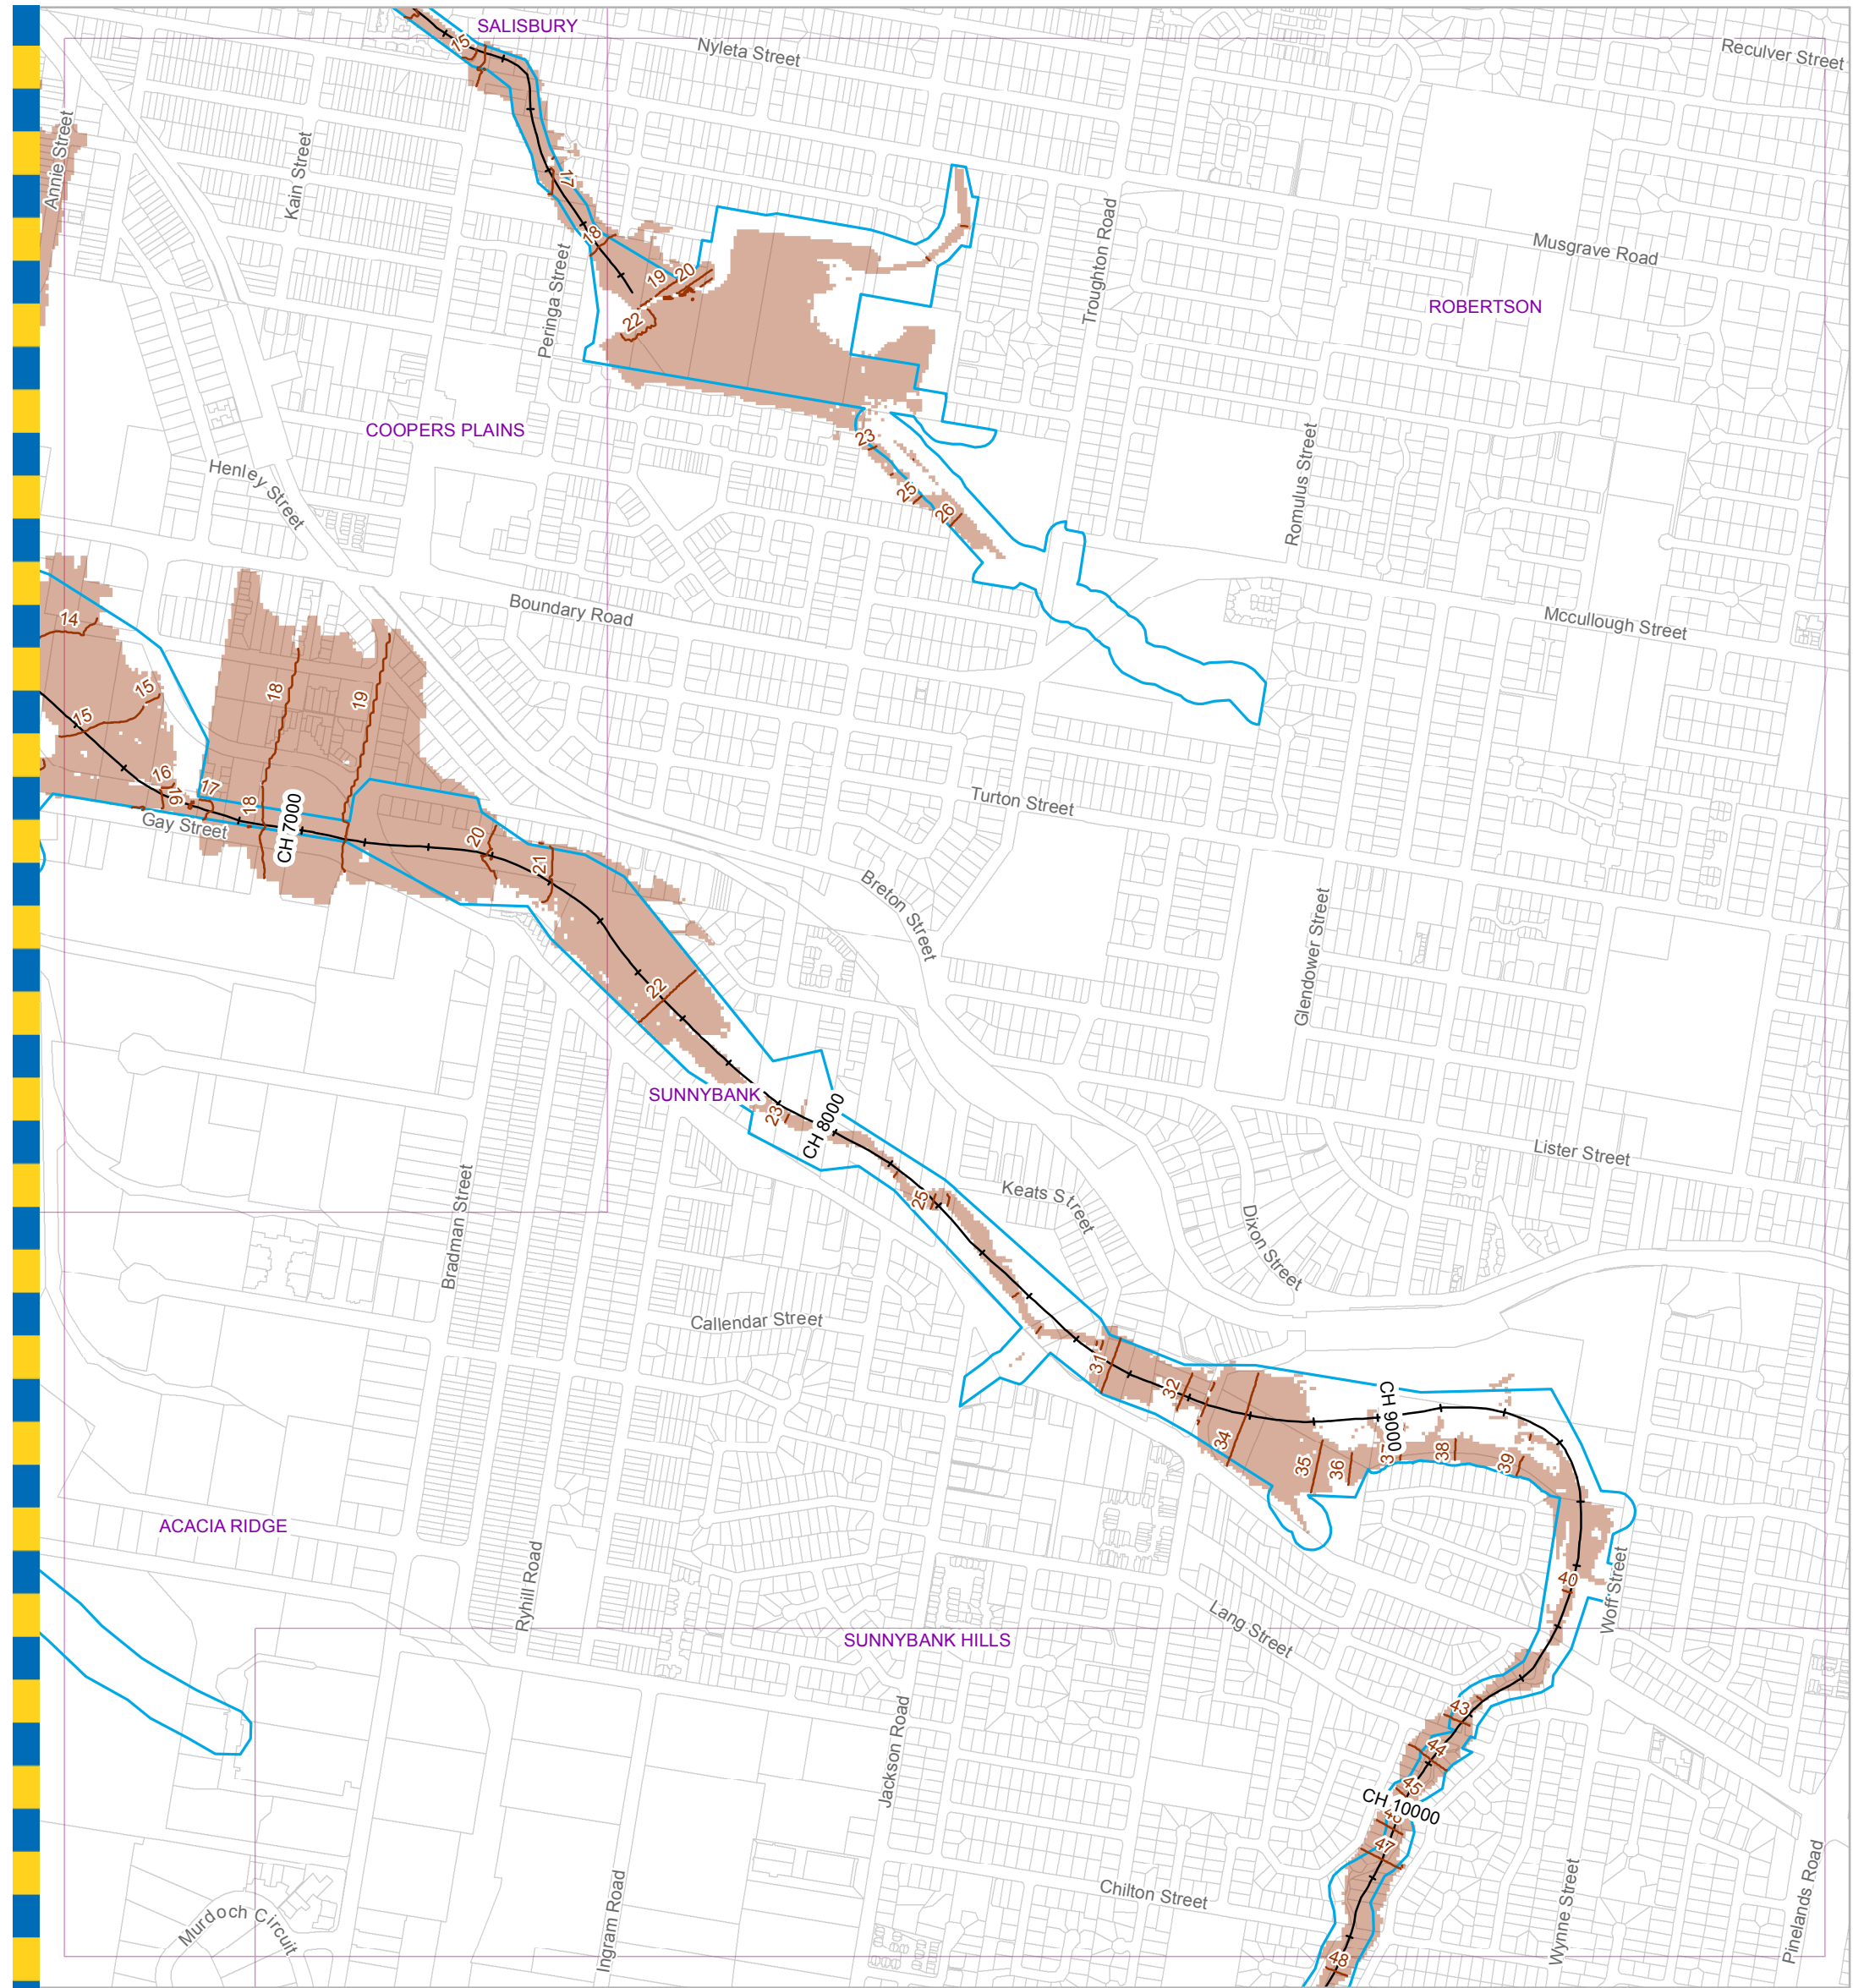 SALISBURY
15
Nyleta Street
Reculver Street
Annie Street
Kain Street
17
18
Peringa Street
19
20
22
Troughton Road
Musgrave Road
ROBERTSON
COOPERS PLAINS
23
25
26
Henley Street
Romulus Street
Boundary Road
Mccullough Street
14
15
15
18
19
16
16
17
18
CH 7000
Gay Street
20
21
Turton Street
Breton Street
Glendower Street
22
SUNNYBANK
23
CH 8000
Lister Street
25
Keats Street
Dixon Street
Bradman Street
Callendar Street
31
32
34
35
36
37
CH 9000
38
39
ACACIA RIDGE
40
Ryhill Road
Woff Street
Lang Street
SUNNYBANK HILLS
43
44
45
CH 10000
46
47
Jackson Road
Chilton Street
Ingram Road
Murdoch Circuit
Wynne Street
Pinelands Road
48